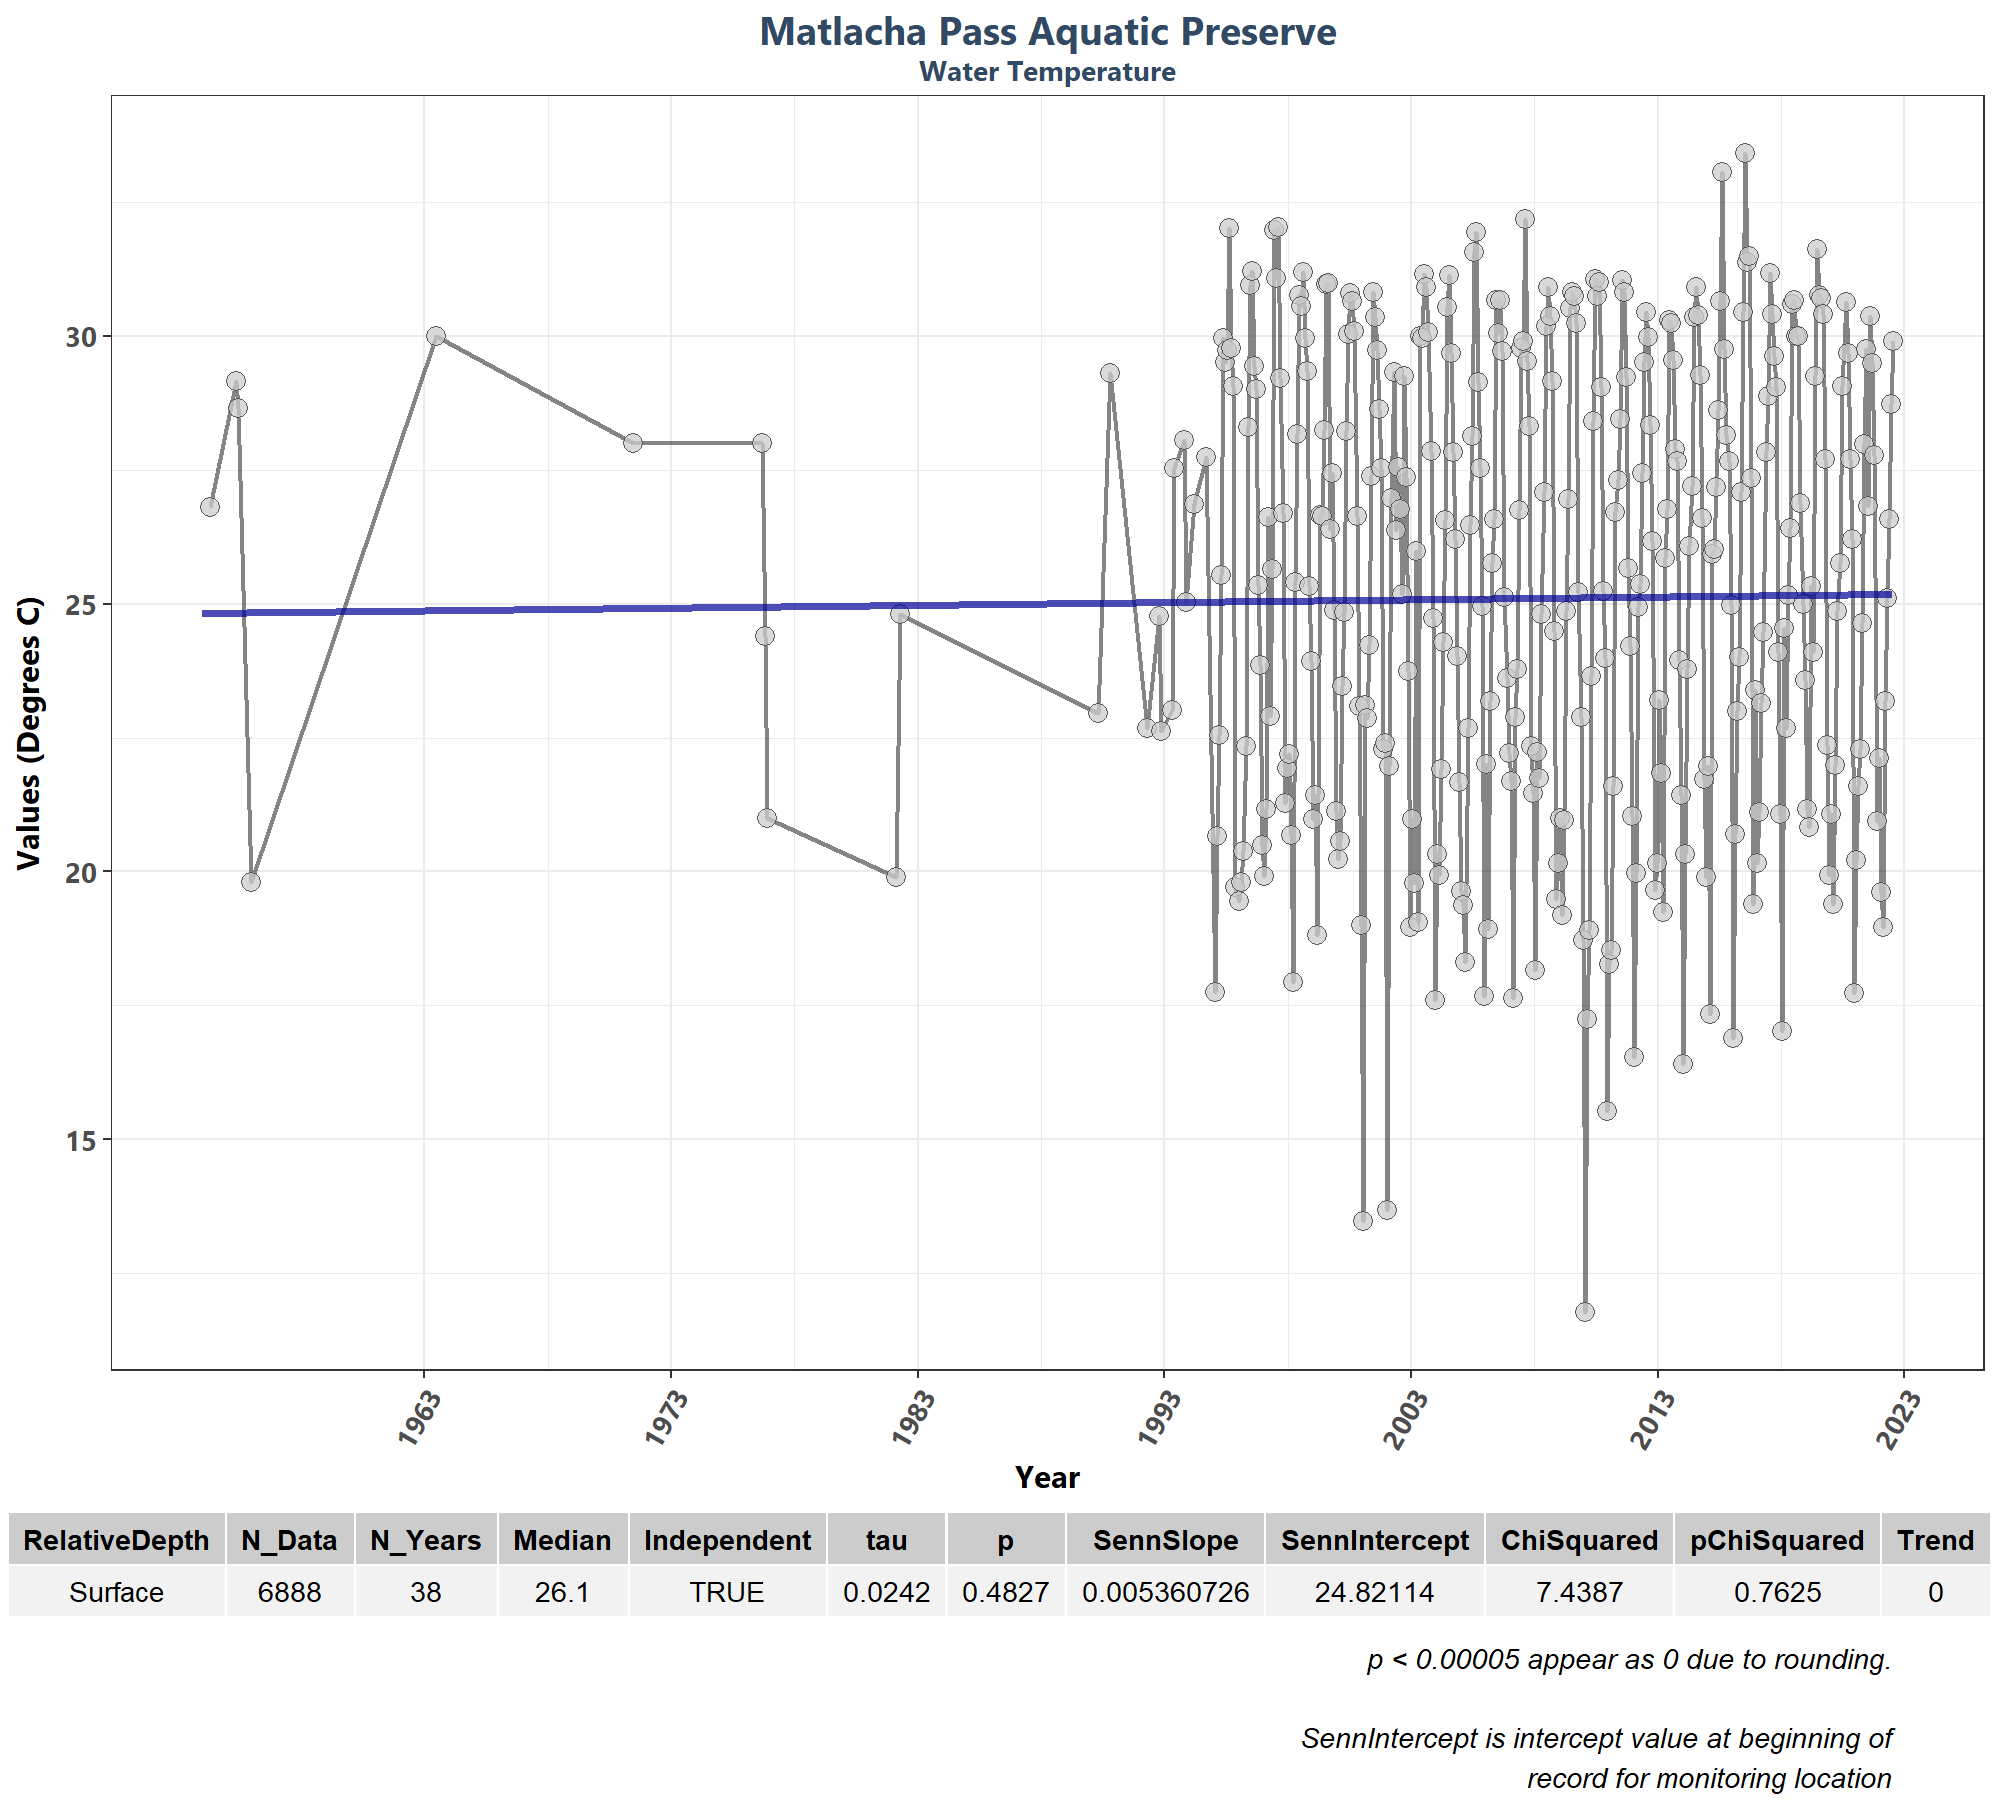 Matlacha Pass Aquatic Preserve
Water Temperature
Values (Degrees C)
30
25
20
15
1963 1973 1983 1993 2003 2013 2023
Year
RelativeDepth N_Data N_Years Median Independent tau p SennSlope SennIntercept ChiSquared pChiSquared Trend
Surface 6888 38 26.1 TRUE 0.0242 0.4827 0.005360726 24.82114 7.4387 0.7625 0
p < 0.00005 appear as 0 due to rounding.
SennIntercept is intercept value at beginning of
record for monitoring location